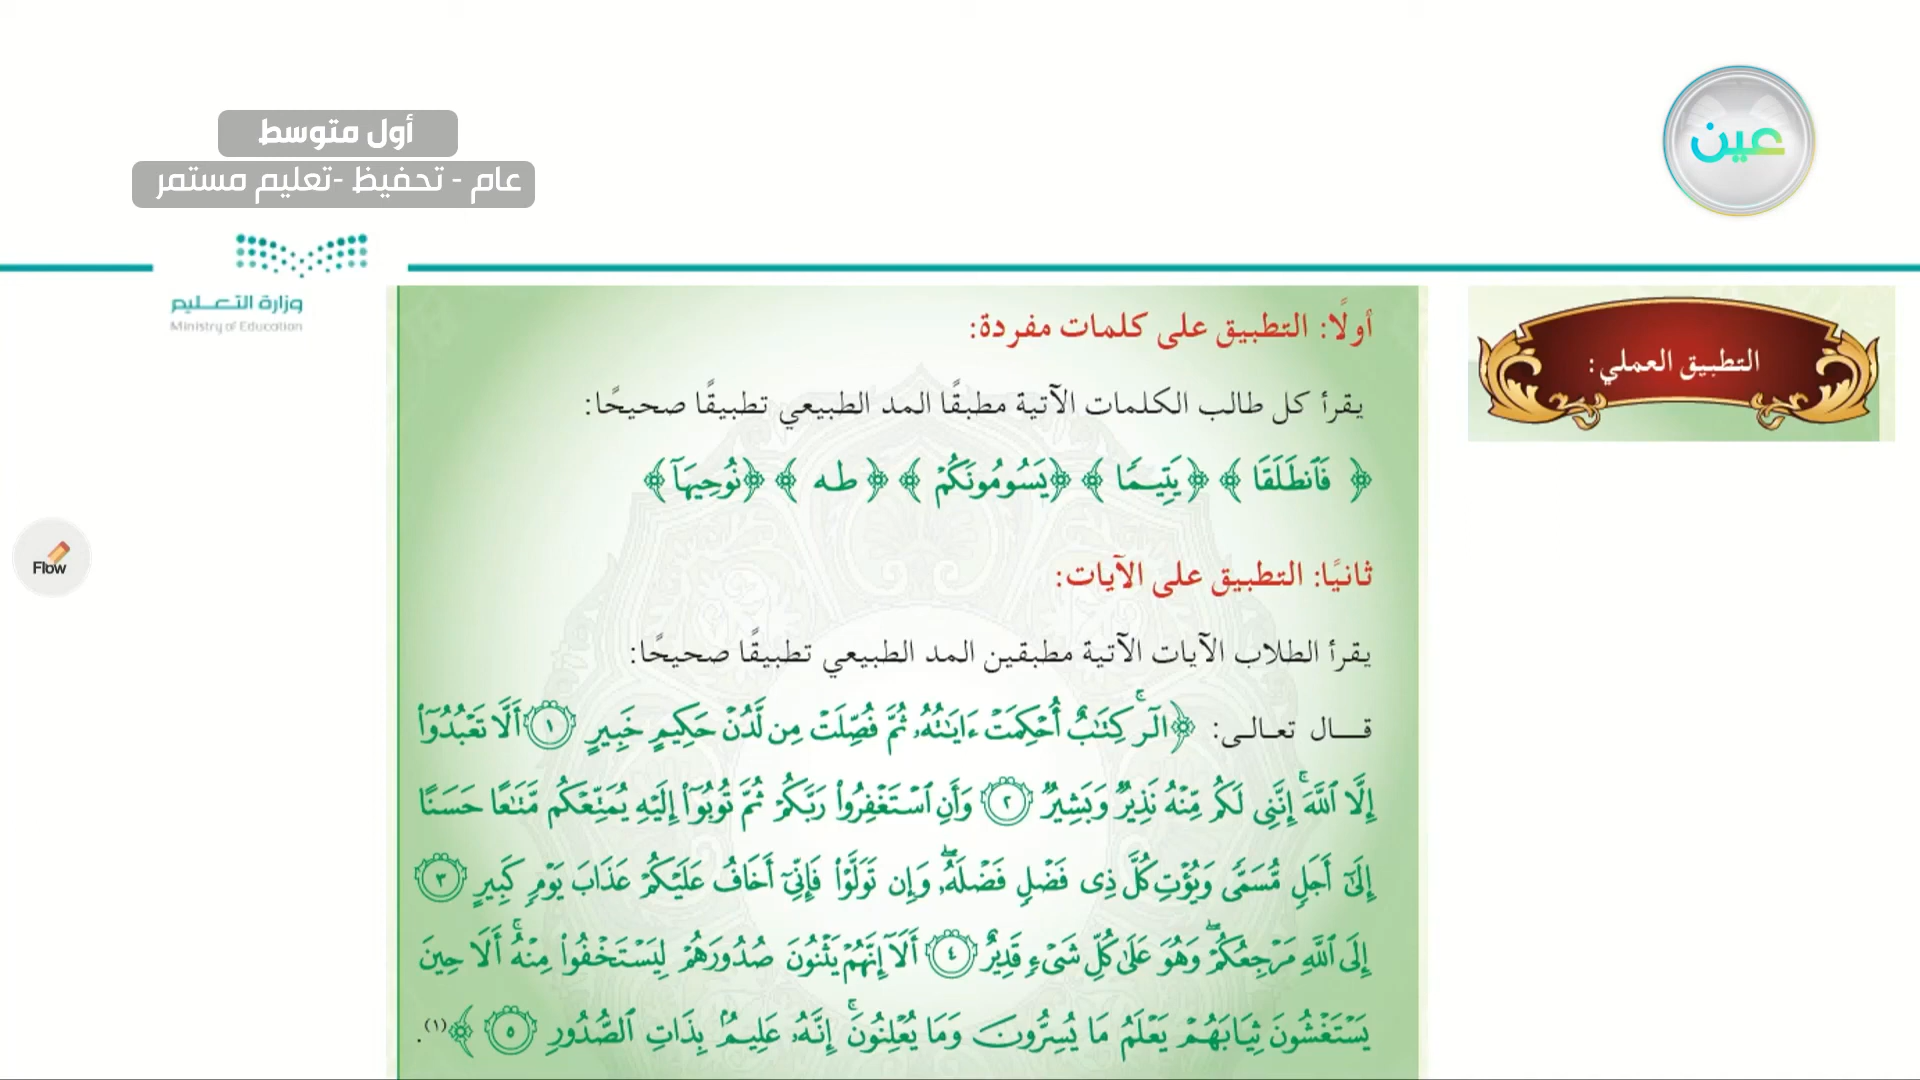 أول متوسط
عام - تحفيظ -تعليم مستمر
عين
وزارة التعليم
Ministry of Education
التطبيق العملي:
أولًا: التطبيق على كلمات مفردة:
يقرأ كل طالب الكلمات الآتية مطبقًا المد الطبيعي تطبيقًا صحيحًا:
﴿ فَٱنطَلَقَا ﴾ ﴿ يَتِيمًا ﴾ ﴿ يَسُومُونَكُمْ ﴾ ﴿ طه ﴾ ﴿ نُوحِيهَآ ﴾
ثانيًا: التطبيق على الآيات:
يقرأ الطلاب الآيات الآتية مطبقين المد الطبيعي تطبيقًا صحيحًا:
قال تعالى: ﴿ الٓر ۚ كِتَٰبٌ أُحْكِمَتْ ءَايَٰتُهُۥ ثُمَّ فُصِّلَتْ مِن لَّدُنْ حَكِيمٍ خَبِيرٍ ١ أَلَّا تَعْبُدُوٓا۟
إِلَّا ٱللَّهَ ۚ إِنَّنِى لَكُم مِّنْهُ نَذِيرٌ وَبَشِيرٌ ٢ وَأَنِ ٱسْتَغْفِرُوا۟ رَبَّكُمْ ثُمَّ تُوبُوٓا۟ إِلَيْهِ يُمَتِّعْكُم مَّتَٰعًا حَسَنًا
إِلَىٰٓ أَجَلٍ مُّسَمًّى وَيُؤْتِ كُلَّ ذِى فَضْلٍ فَضْلَهُۥ ۖ وَإِن تَوَلَّوْا۟ فَإِنِّىٓ أَخَافُ عَلَيْكُمْ عَذَابَ يَوْمٍ كَبِيرٍ ٣
إِلَى ٱللَّهِ مَرْجِعُكُمْ ۖ وَهُوَ عَلَىٰ كُلِّ شَىْءٍ قَدِيرٌ ٤ أَلَآ إِنَّهُمْ يَثْنُونَ صُدُورَهُمْ لِيَسْتَخْفُوا۟ مِنْهُ ۚ أَلَا حِينَ
يَسْتَغْشُونَ ثِيَابَهُمْ يَعْلَمُ مَا يُسِرُّونَ وَمَا يُعْلِنُونَ ۚ إِنَّهُۥ عَلِيمٌۢ بِذَاتِ ٱلصُّدُورِ ٥ ﴾(١).
Flow